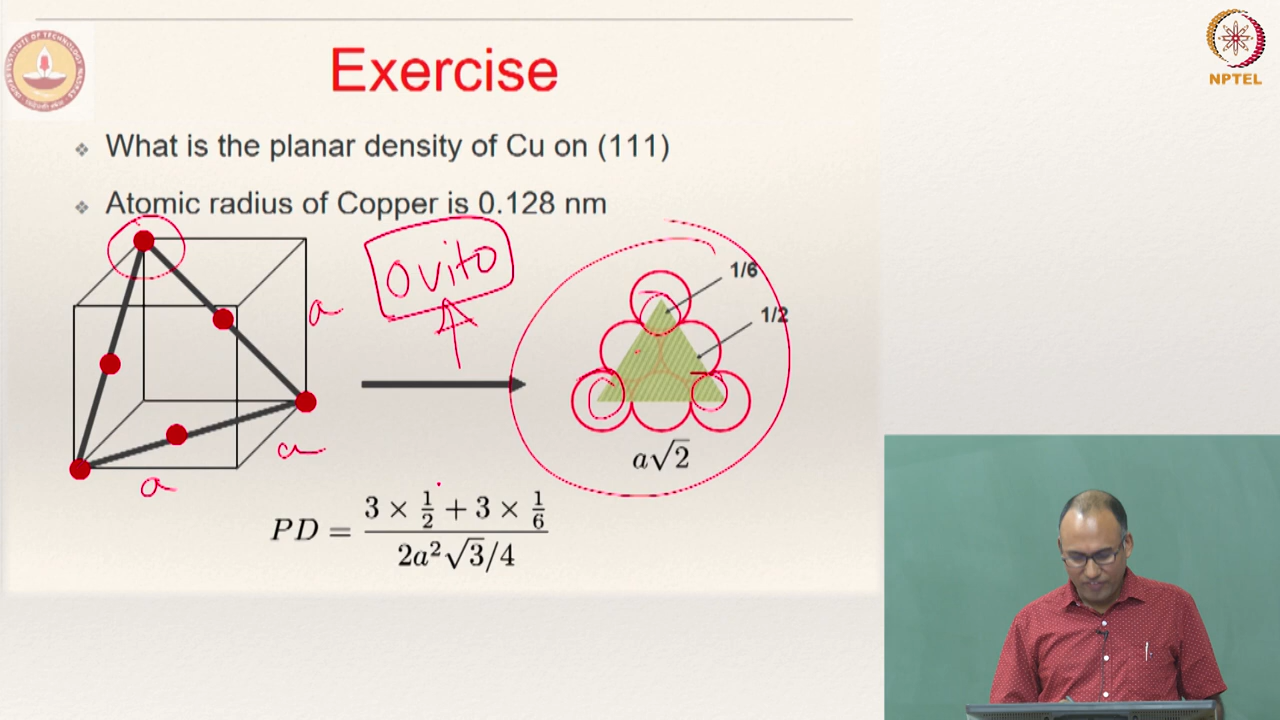 NPTEL
Exercise
❖ What is the planar density of Cu on (111)
❖ Atomic radius of Copper is 0.128 nm
Ovito
1/6
1/2
a
a
a
a√2
PD = (3 × 1/2 + 3 × 1/6) / (2a²√3/4)